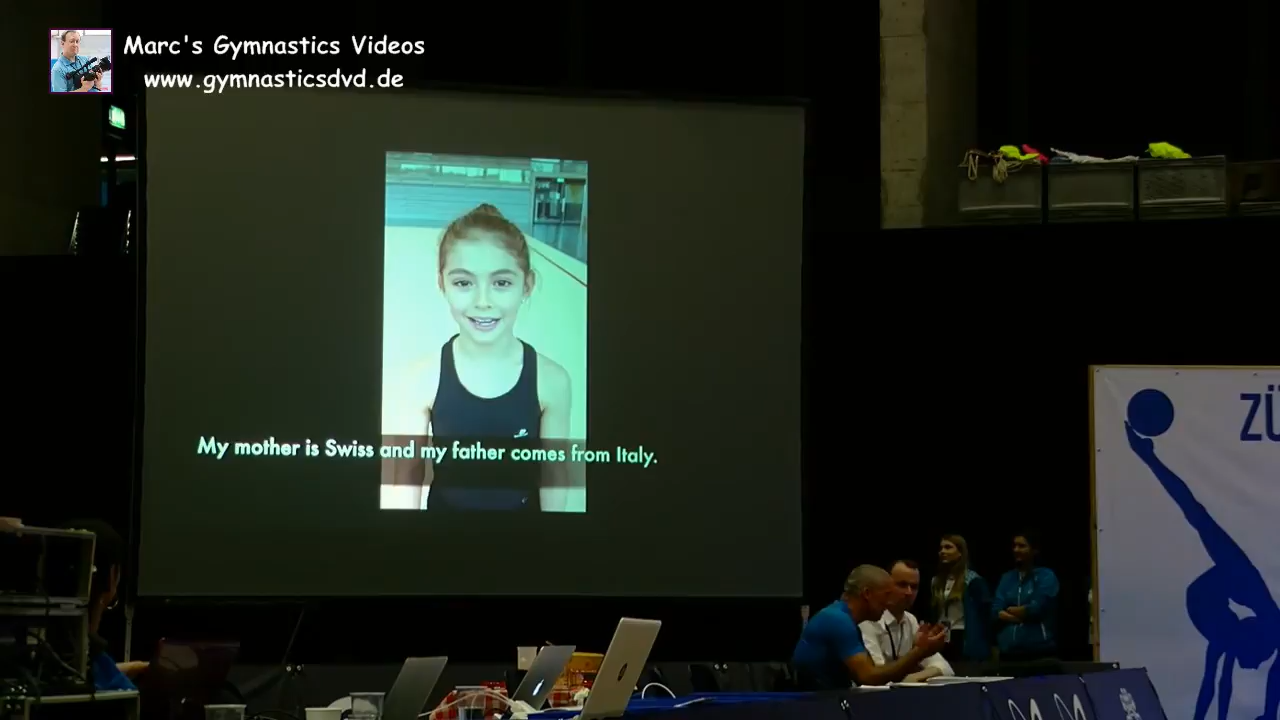 Marc's Gymnastics Videos
www.gymnasticsdvd.de
My mother is Swiss and my father comes from Italy.
ZÜ